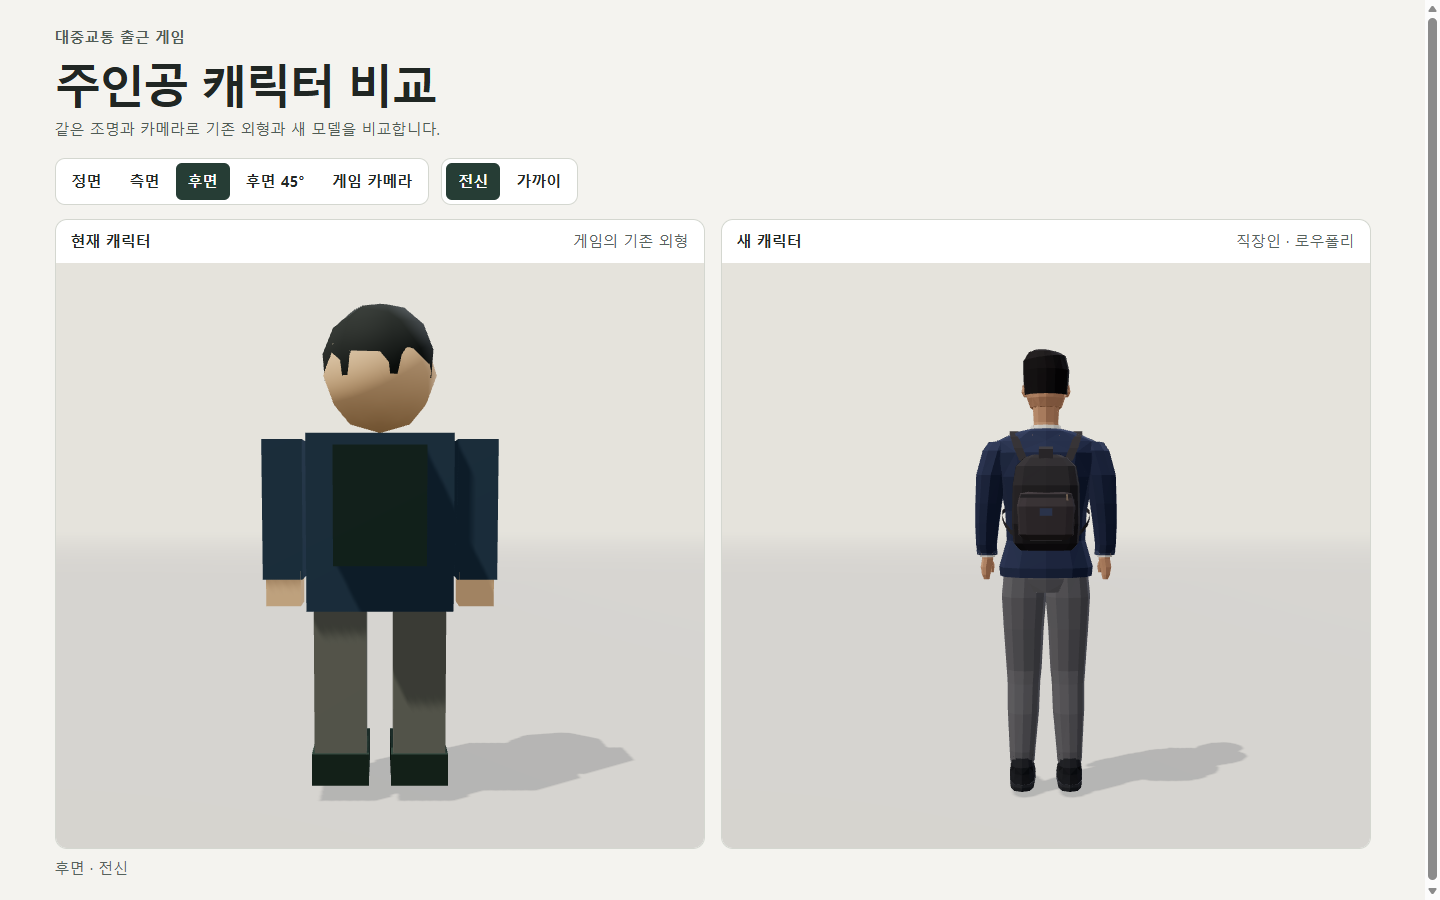 대중교통 출근 게임
주인공 캐릭터 비교
같은 조명과 카메라로 기존 외형과 새 모델을 비교합니다.
정면 측면 후면 후면 45° 게임 카메라 전신 가까이
현재 캐릭터 게임의 기존 외형
새 캐릭터 직장인 · 로우폴리
후면 · 전신